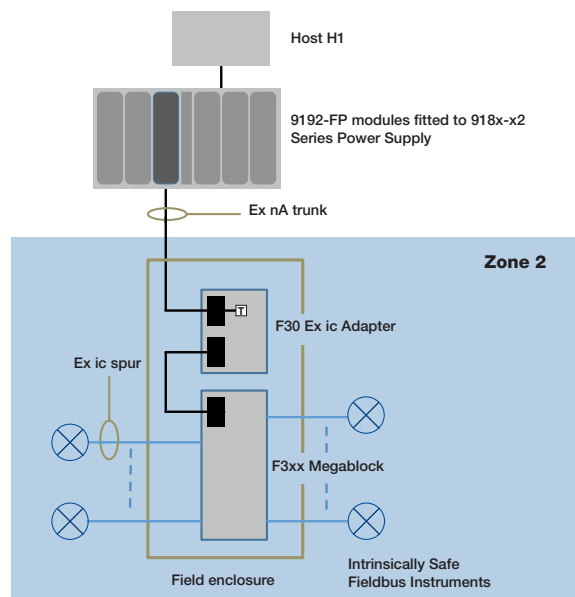 Host H1
9192-FP modules fitted to 918x-x2
Series Power Supply
Ex nA trunk
Zone 2
T
F30 Ex ic Adapter
Ex ic spur
F3xx Megablock
Intrinsically Safe
Fieldbus Instruments
Field enclosure